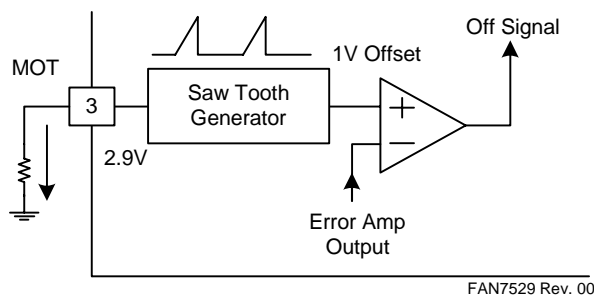 Off Signal
1V Offset
MOT
3
Saw Tooth
Generator
+
−
2.9V
Error Amp
Output
FAN7529 Rev. 00